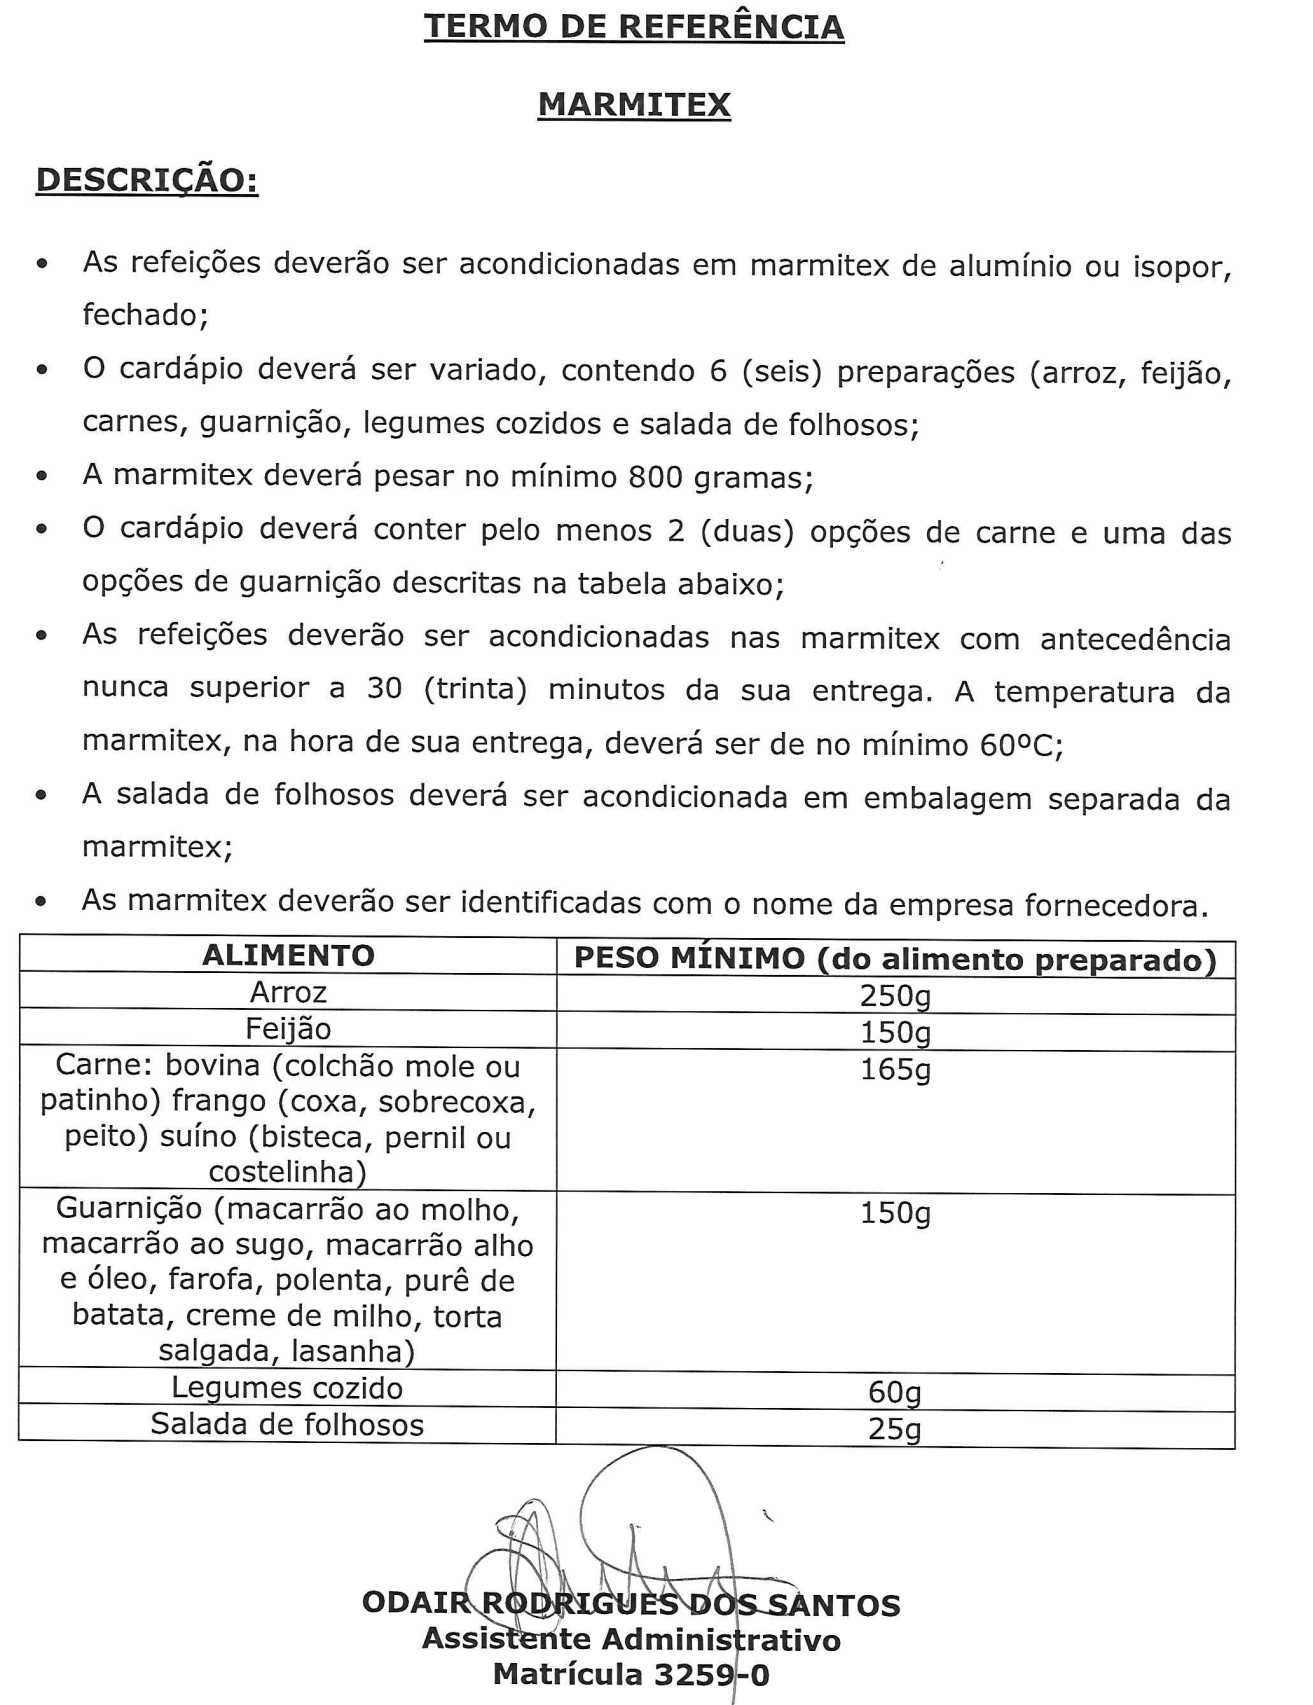 TERMO DE REFERÊNCIA
MARMITEX
DESCRIÇÃO:
• As refeições deverão ser acondicionadas em marmitex de alumínio ou isopor,
fechado;
• O cardápio deverá ser variado, contendo 6 (seis) preparações (arroz, feijão,
carnes, guarnição, legumes cozidos e salada de folhosos;
• A marmitex deverá pesar no mínimo 800 gramas;
• O cardápio deverá conter pelo menos 2 (duas) opções de carne e uma das
opções de guarnição descritas na tabela abaixo;
• As refeições deverão ser acondicionadas nas marmitex com antecedência
nunca superior a 30 (trinta) minutos da sua entrega. A temperatura da
marmitex, na hora de sua entrega, deverá ser de no mínimo 60ºC;
• A salada de folhosos deverá ser acondicionada em embalagem separada da
marmitex;
• As marmitex deverão ser identificadas com o nome da empresa fornecedora.
ALIMENTO PESO MÍNIMO (do alimento preparado)
Arroz 250g
Feijão 150g
Carne: bovina (colchão mole ou 165g
patinho) frango (coxa, sobrecoxa,
peito) suíno (bisteca, pernil ou
costelinha)
Guarnição (macarrão ao molho, 150g
macarrão ao sugo, macarrão alho
e óleo, farofa, polenta, purê de
batata, creme de milho, torta
salgada, lasanha)
Legumes cozido 60g
Salada de folhosos 25g
ODAIR RODRIGUES DOS SANTOS
Assistente Administrativo
Matrícula 3259-0